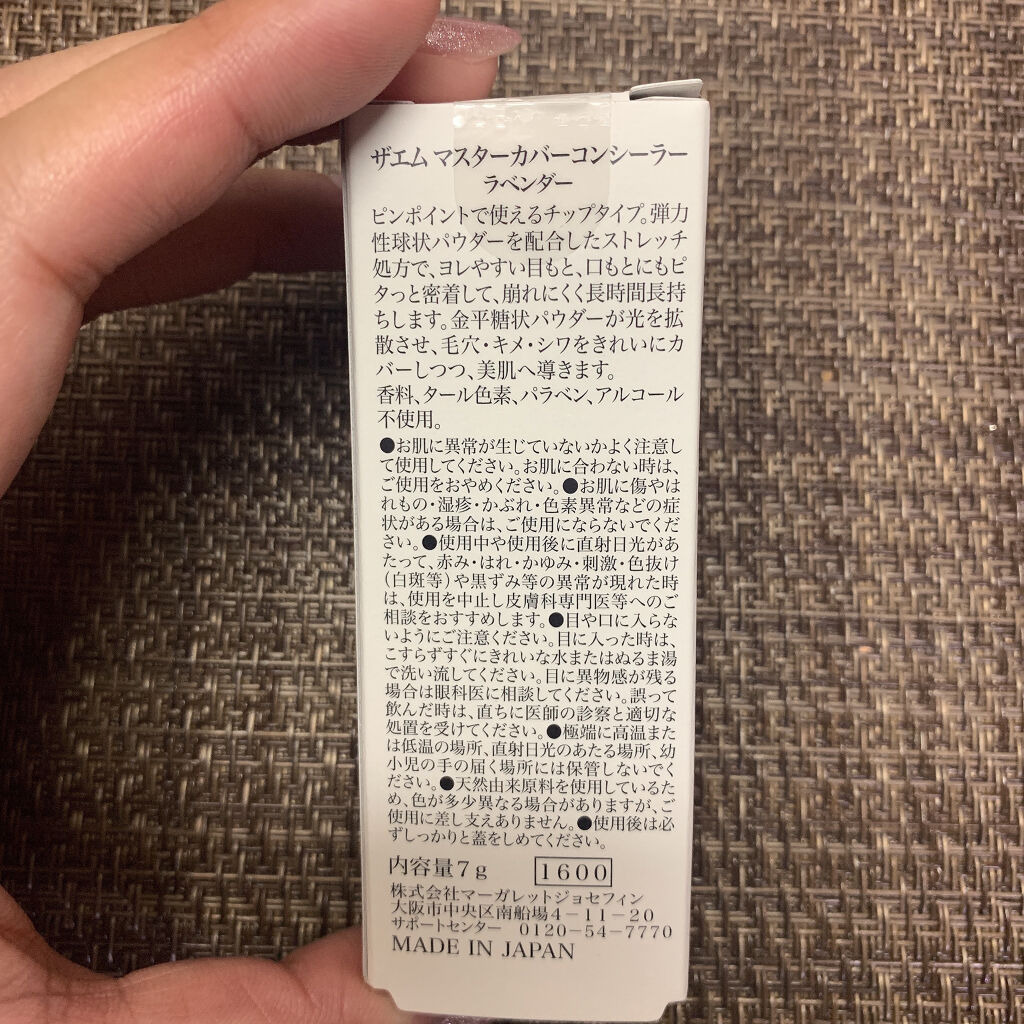 ザエム マスターカバーコンシーラー
ラベンダー
ピンポイントで使えるチップタイプ。弾力
性球状パウダーを配合したストレッチ
処方で、ヨレやすい目もと、口もとにもピ
タっと密着して、崩れにくく長時間長持
ちします。金平糖状パウダーが光を拡
散させ、毛穴・キメ・シワをきれいにカ
バーしつつ、美肌へ導きます。
香料、タール色素、パラベン、アルコール
不使用。
●お肌に異常が生じていないかよく注意し
て使用してください。お肌に合わない時は、
ご使用をおやめください。●お肌に傷やは
れもの・湿疹・かぶれ・色素異常などの症
状がある場合は、ご使用にならないでくだ
さい。●使用中や使用後に直射日光があ
たって、赤み・はれ・かゆみ・刺激・色抜け
(白斑等)や黒ずみ等の異常が現れた時
は、使用を中止し皮膚科専門医等へのご
相談をおすすめします。●目や口に入らな
いようにご注意ください。目に入った時は、
こすらずすぐにきれいな水またはぬるま湯
で洗い流してください。目に異物感が残る
場合は眼科医に相談してください。誤って
飲んだ時は、直ちに医師の診察と適切な
処置を受けてください。●極端に高温また
は低温の場所、直射日光のあたる場所、幼
小児の手の届く場所には保管しないでく
ださい。●天然由来原料を使用しているた
め、色が多少異なる場合がありますが、ご
使用に差し支えありません。●使用後は必
ずしっかりと蓋をしめてください。
内容量7g 1600
株式会社マーガレットジョセフィン
大阪市中央区南船場4-11-20
サポートセンター 0120-54-7770
MADE IN JAPAN